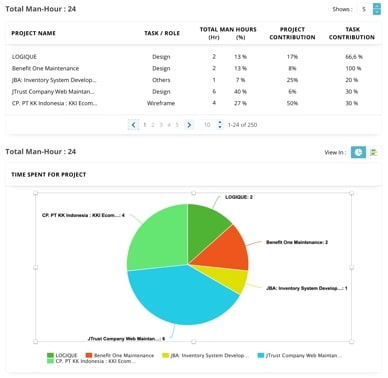 Total Man-Hour : 24
Shows : 5
PROJECT NAME TASK / ROLE TOTAL MAN HOURS (Hr) (%) PROJECT CONTRIBUTION TASK KONTRIBUTION
LOGIQUE Design 2 13 % 17% 66,6 %
Benefit One Maintenance Design 2 13 % 8% 100 %
JBA: Inventory System Develop... Others 1 7 % 25% 20 %
JTrust Company Web Maintan... Design 6 40 % 6% 30 %
CP. PT KK Indonesia : KKI Ecom... Wireframe 4 27 % 50% 30 %
< 1 2 3 4 5 > 10 1-24 of 250
Total Man-Hour : 24
View In :
TIME SPENT FOR PROJECT
LOGIQUE: 2
CP. PT KK Indonesia : KKI Ecom...: 4
Benefit One Maintenance: 2
JBA: Inventory System Develop...: 1
JTrust Company Web Maintan...: 6
LOGIQUE Benefit One Maintenance JBA: Inventory System Develop... JTrust Company Web Maintan...
CP. PT KK Indonesia : KKI Ecom...